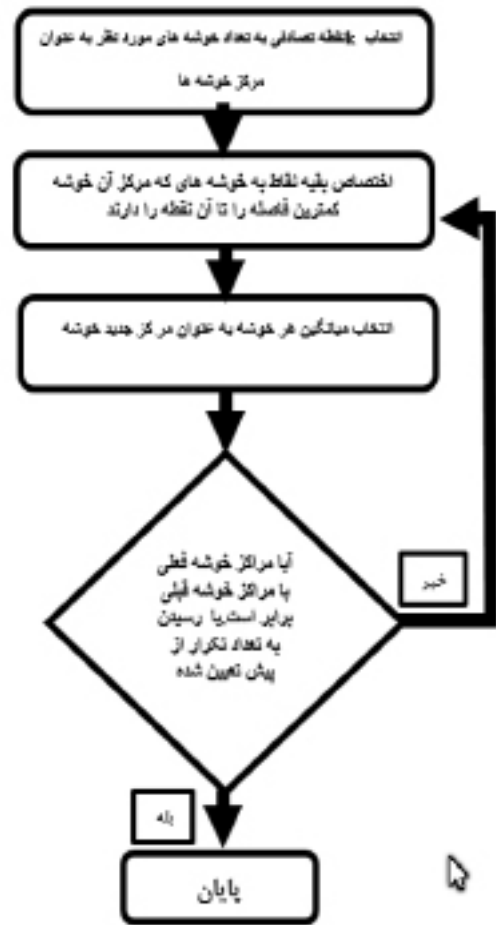 انتخاب k نقطه تصادفی به تعداد خوشه های مورد نظر به عنوان
مرکز خوشه ها
اختصاص بقیه نقاط به خوشه های که مرکز آن خوشه
کمترین فاصله را تا آن نقطه را دارند
انتخاب میانگین هر خوشه به عنوان مرکز جدید خوشه
آیا مراکز خوشه فعلی
با مراکز خوشه قبلی
برابر است.یا رسیدن
به تعداد تکرار از
پیش تعیین شده
خیر
بله
پایان